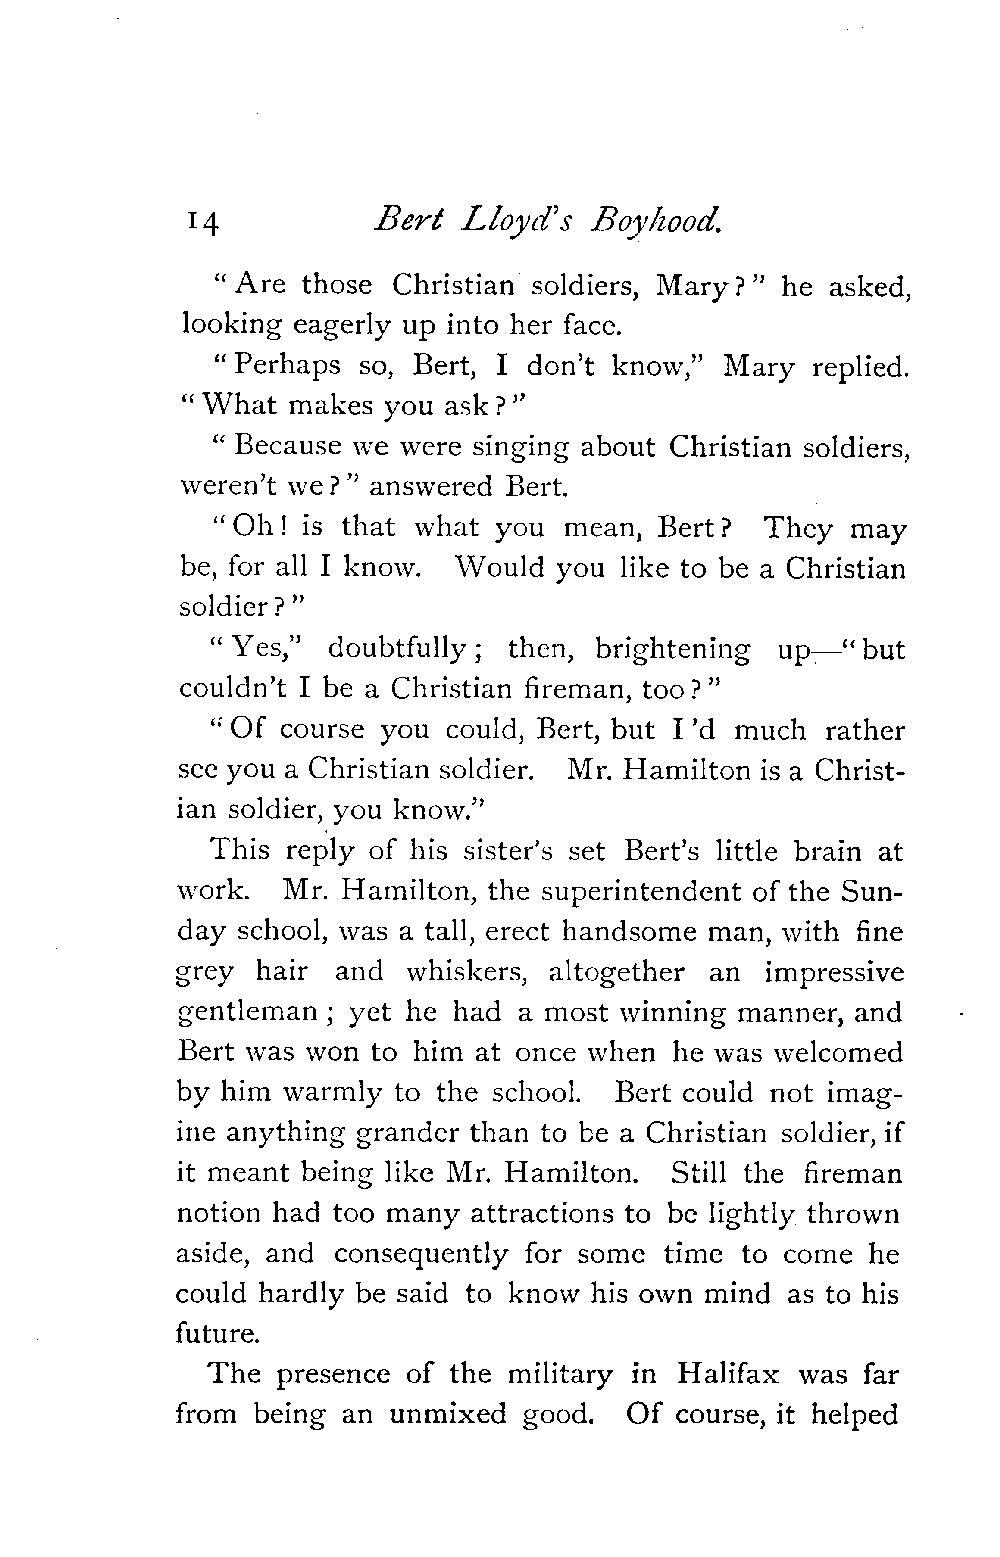 14 Bert Lloyd's Boyhood.
"Are those Christian soldiers, Mary?" he asked,
looking eagerly up into her face.
"Perhaps so, Bert, I don't know," Mary replied.
"What makes you ask?"
"Because we were singing about Christian soldiers,
weren't we?" answered Bert.
"Oh! is that what you mean, Bert? They may
be, for all I know. Would you like to be a Christian
soldier?"
"Yes," doubtfully; then, brightening up—"but
couldn't I be a Christian fireman, too?"
"Of course you could, Bert, but I'd much rather
see you a Christian soldier. Mr. Hamilton is a Christ-
ian soldier, you know."
This reply of his sister's set Bert's little brain at
work. Mr. Hamilton, the superintendent of the Sun-
day school, was a tall, erect handsome man, with fine
grey hair and whiskers, altogether an impressive
gentleman; yet he had a most winning manner, and
Bert was won to him at once when he was welcomed
by him warmly to the school. Bert could not imag-
ine anything grander than to be a Christian soldier, if
it meant being like Mr. Hamilton. Still the fireman
notion had too many attractions to be lightly thrown
aside, and consequently for some time to come he
could hardly be said to know his own mind as to his
future.
The presence of the military in Halifax was far
from being an unmixed good. Of course, it helped